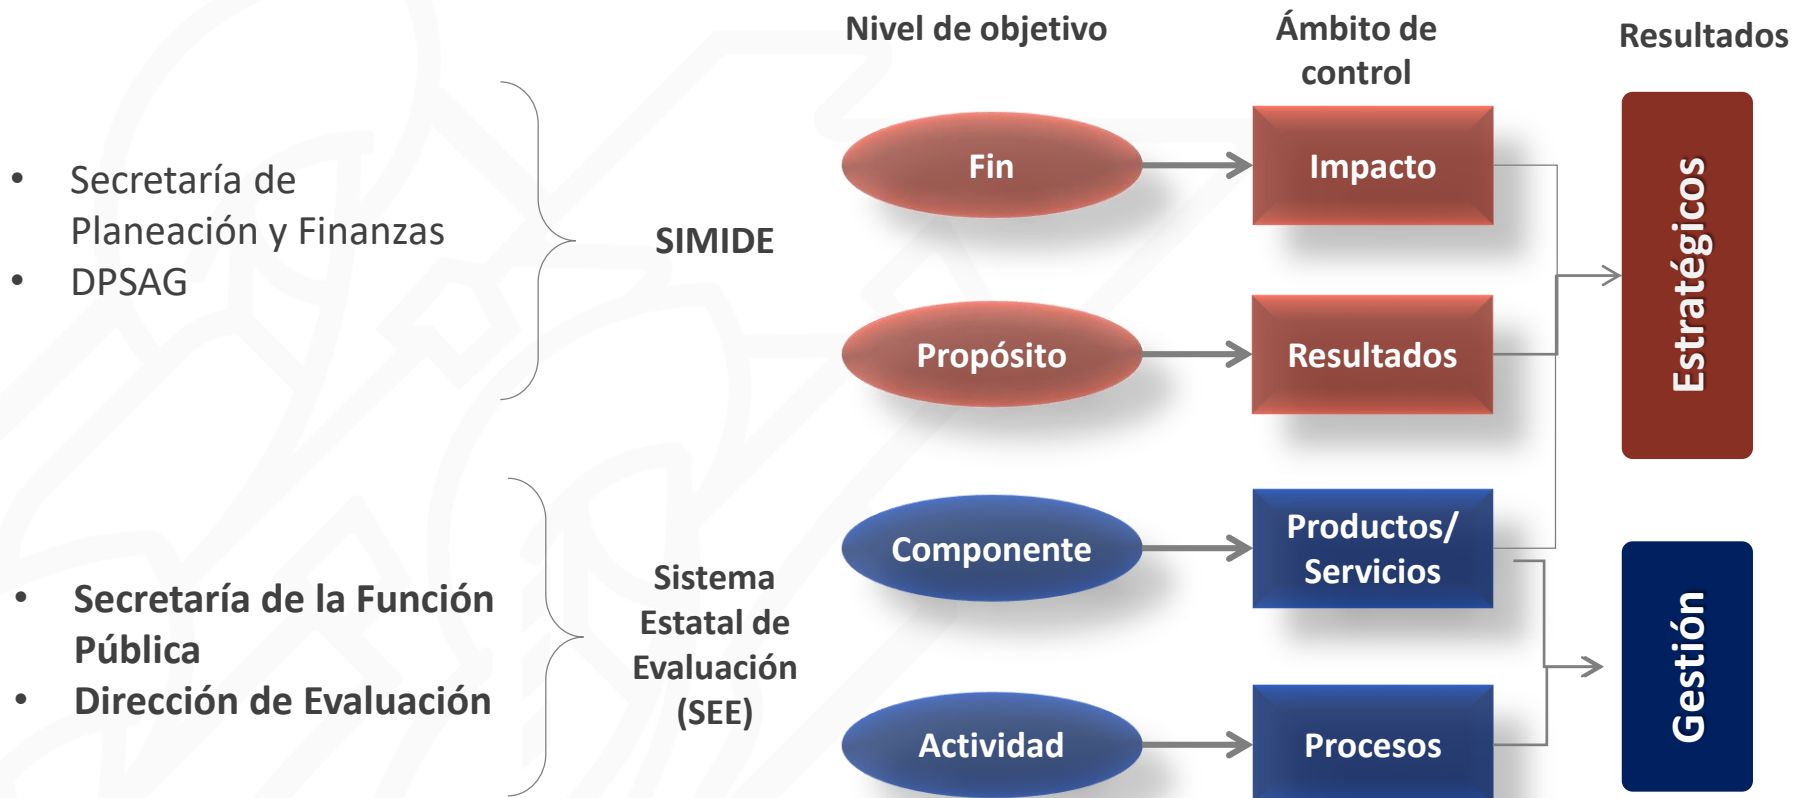 Nivel de objetivo
Ámbito de
control
Resultados
• Secretaría de
Planeación y Finanzas
• DPSAG
SIMIDE
Fin
Impacto
Propósito
Resultados
Estratégicos
• Secretaría de la Función
Pública
• Dirección de Evaluación
Sistema
Estatal de
Evaluación
(SEE)
Componente
Productos/
Servicios
Actividad
Procesos
Gestión